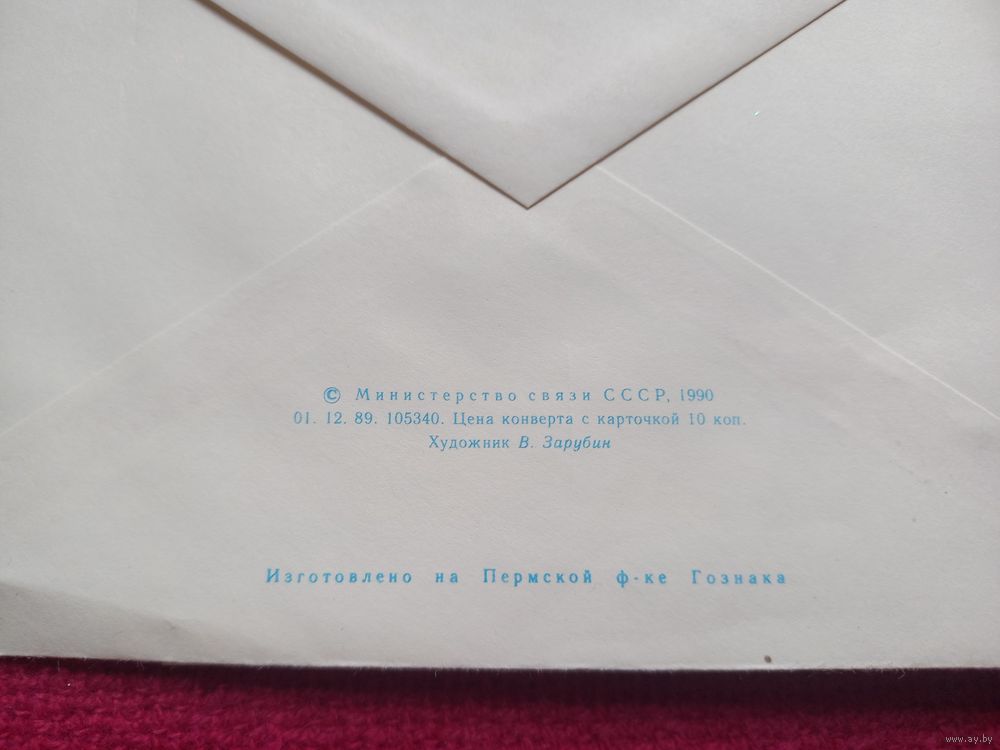 © Министерство связи СССР, 1990
01. 12. 89. 105340. Цена конверта с карточкой 10 коп.
Художник В. Зарубин
Изготовлено на Пермской ф-ке Гознака
www.ay.by